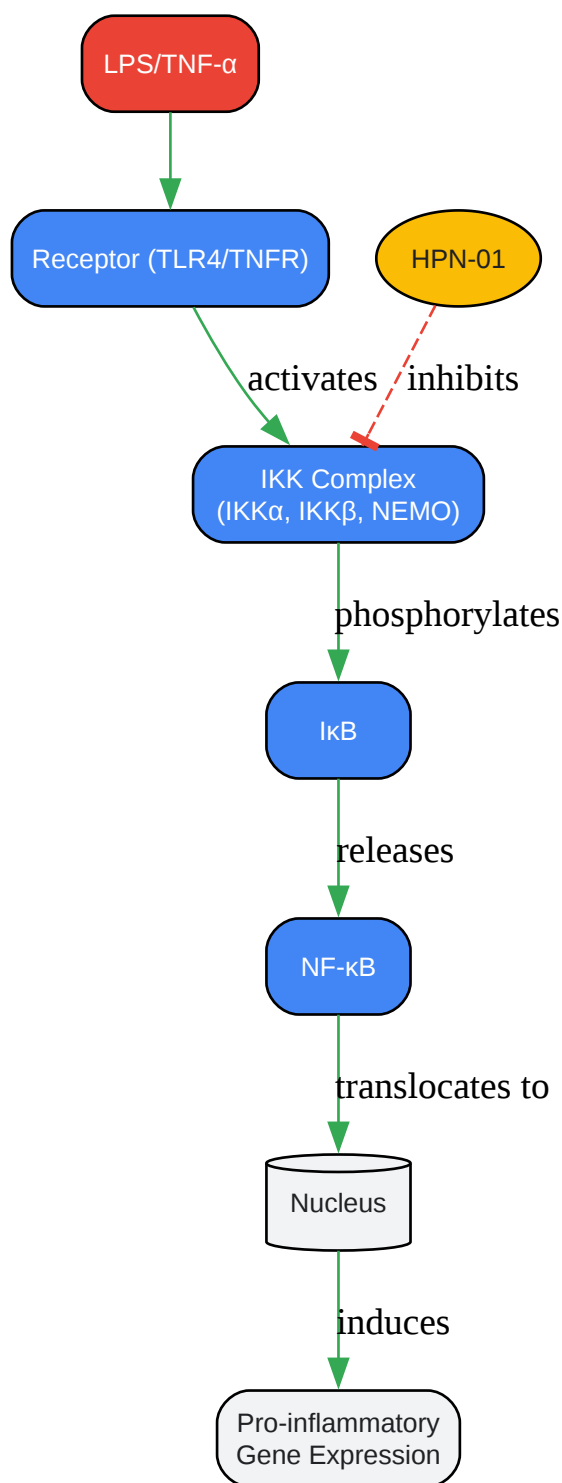 LPS/TNF-α
Receptor (TLR4/TNFR)
HPN-01
activates
inhibits
IKK Complex
(IKKα, IKKβ, NEMO)
phosphorylates
IκB
releases
NF-κB
translocates to
Nucleus
induces
Pro-inflammatory
Gene Expression